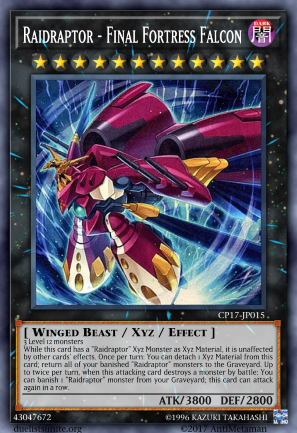 RAIDRAPTOR - FINAL FORTRESS FALCON
DARK
闇
CP17-JP015
[ WINGED BEAST / XYZ / EFFECT ]
3 Level 12 monsters
While this card has a "Raidraptor" Xyz Monster as Xyz Material, it is unaffected
by other cards' effects. Once per turn: You can detach 1 Xyz Material from this
card; return all of your banished "Raidraptor" monsters to the Graveyard. Up
to twice per turn, when this attacking card destroys a monster by battle: You
can banish 1 "Raidraptor" monster from your Graveyard; this card can attack
again in a row.
ATK/3800 DEF/2800
43047672
©1996 KAZUKI TAKAHASHI
duelistsunite.org
©2017 AntiMetaman